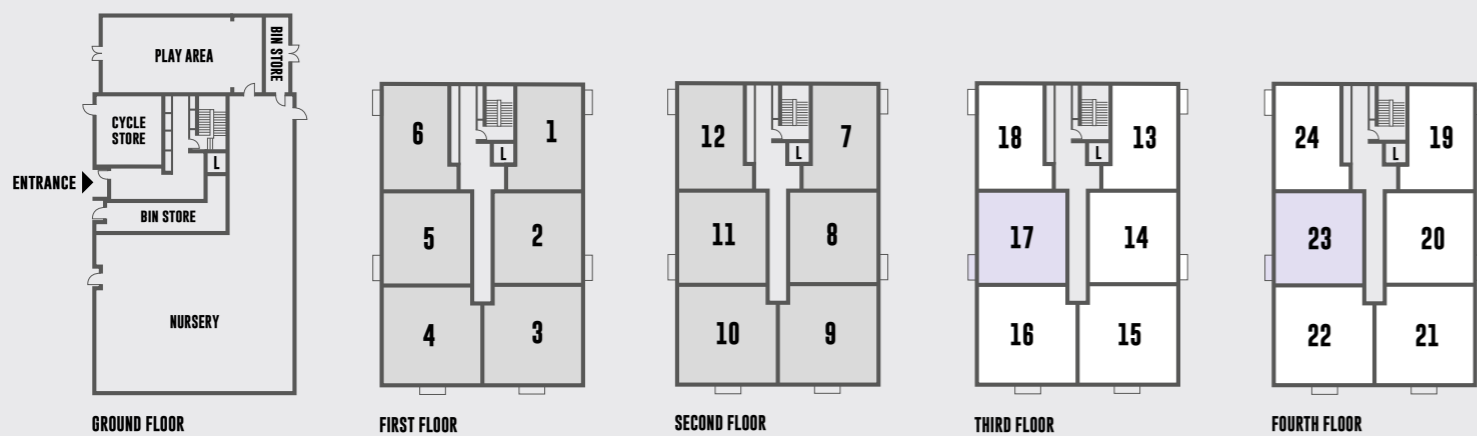 PLAY AREA
BIN STORE
CYCLE
STORE
L
ENTRANCE
BIN STORE
NURSERY
GROUND FLOOR
6
1
L
5
2
4
3
FIRST FLOOR
12
7
L
11
8
10
9
SECOND FLOOR
18
13
L
17
14
16
15
THIRD FLOOR
24
19
L
23
20
22
21
FOURTH FLOOR